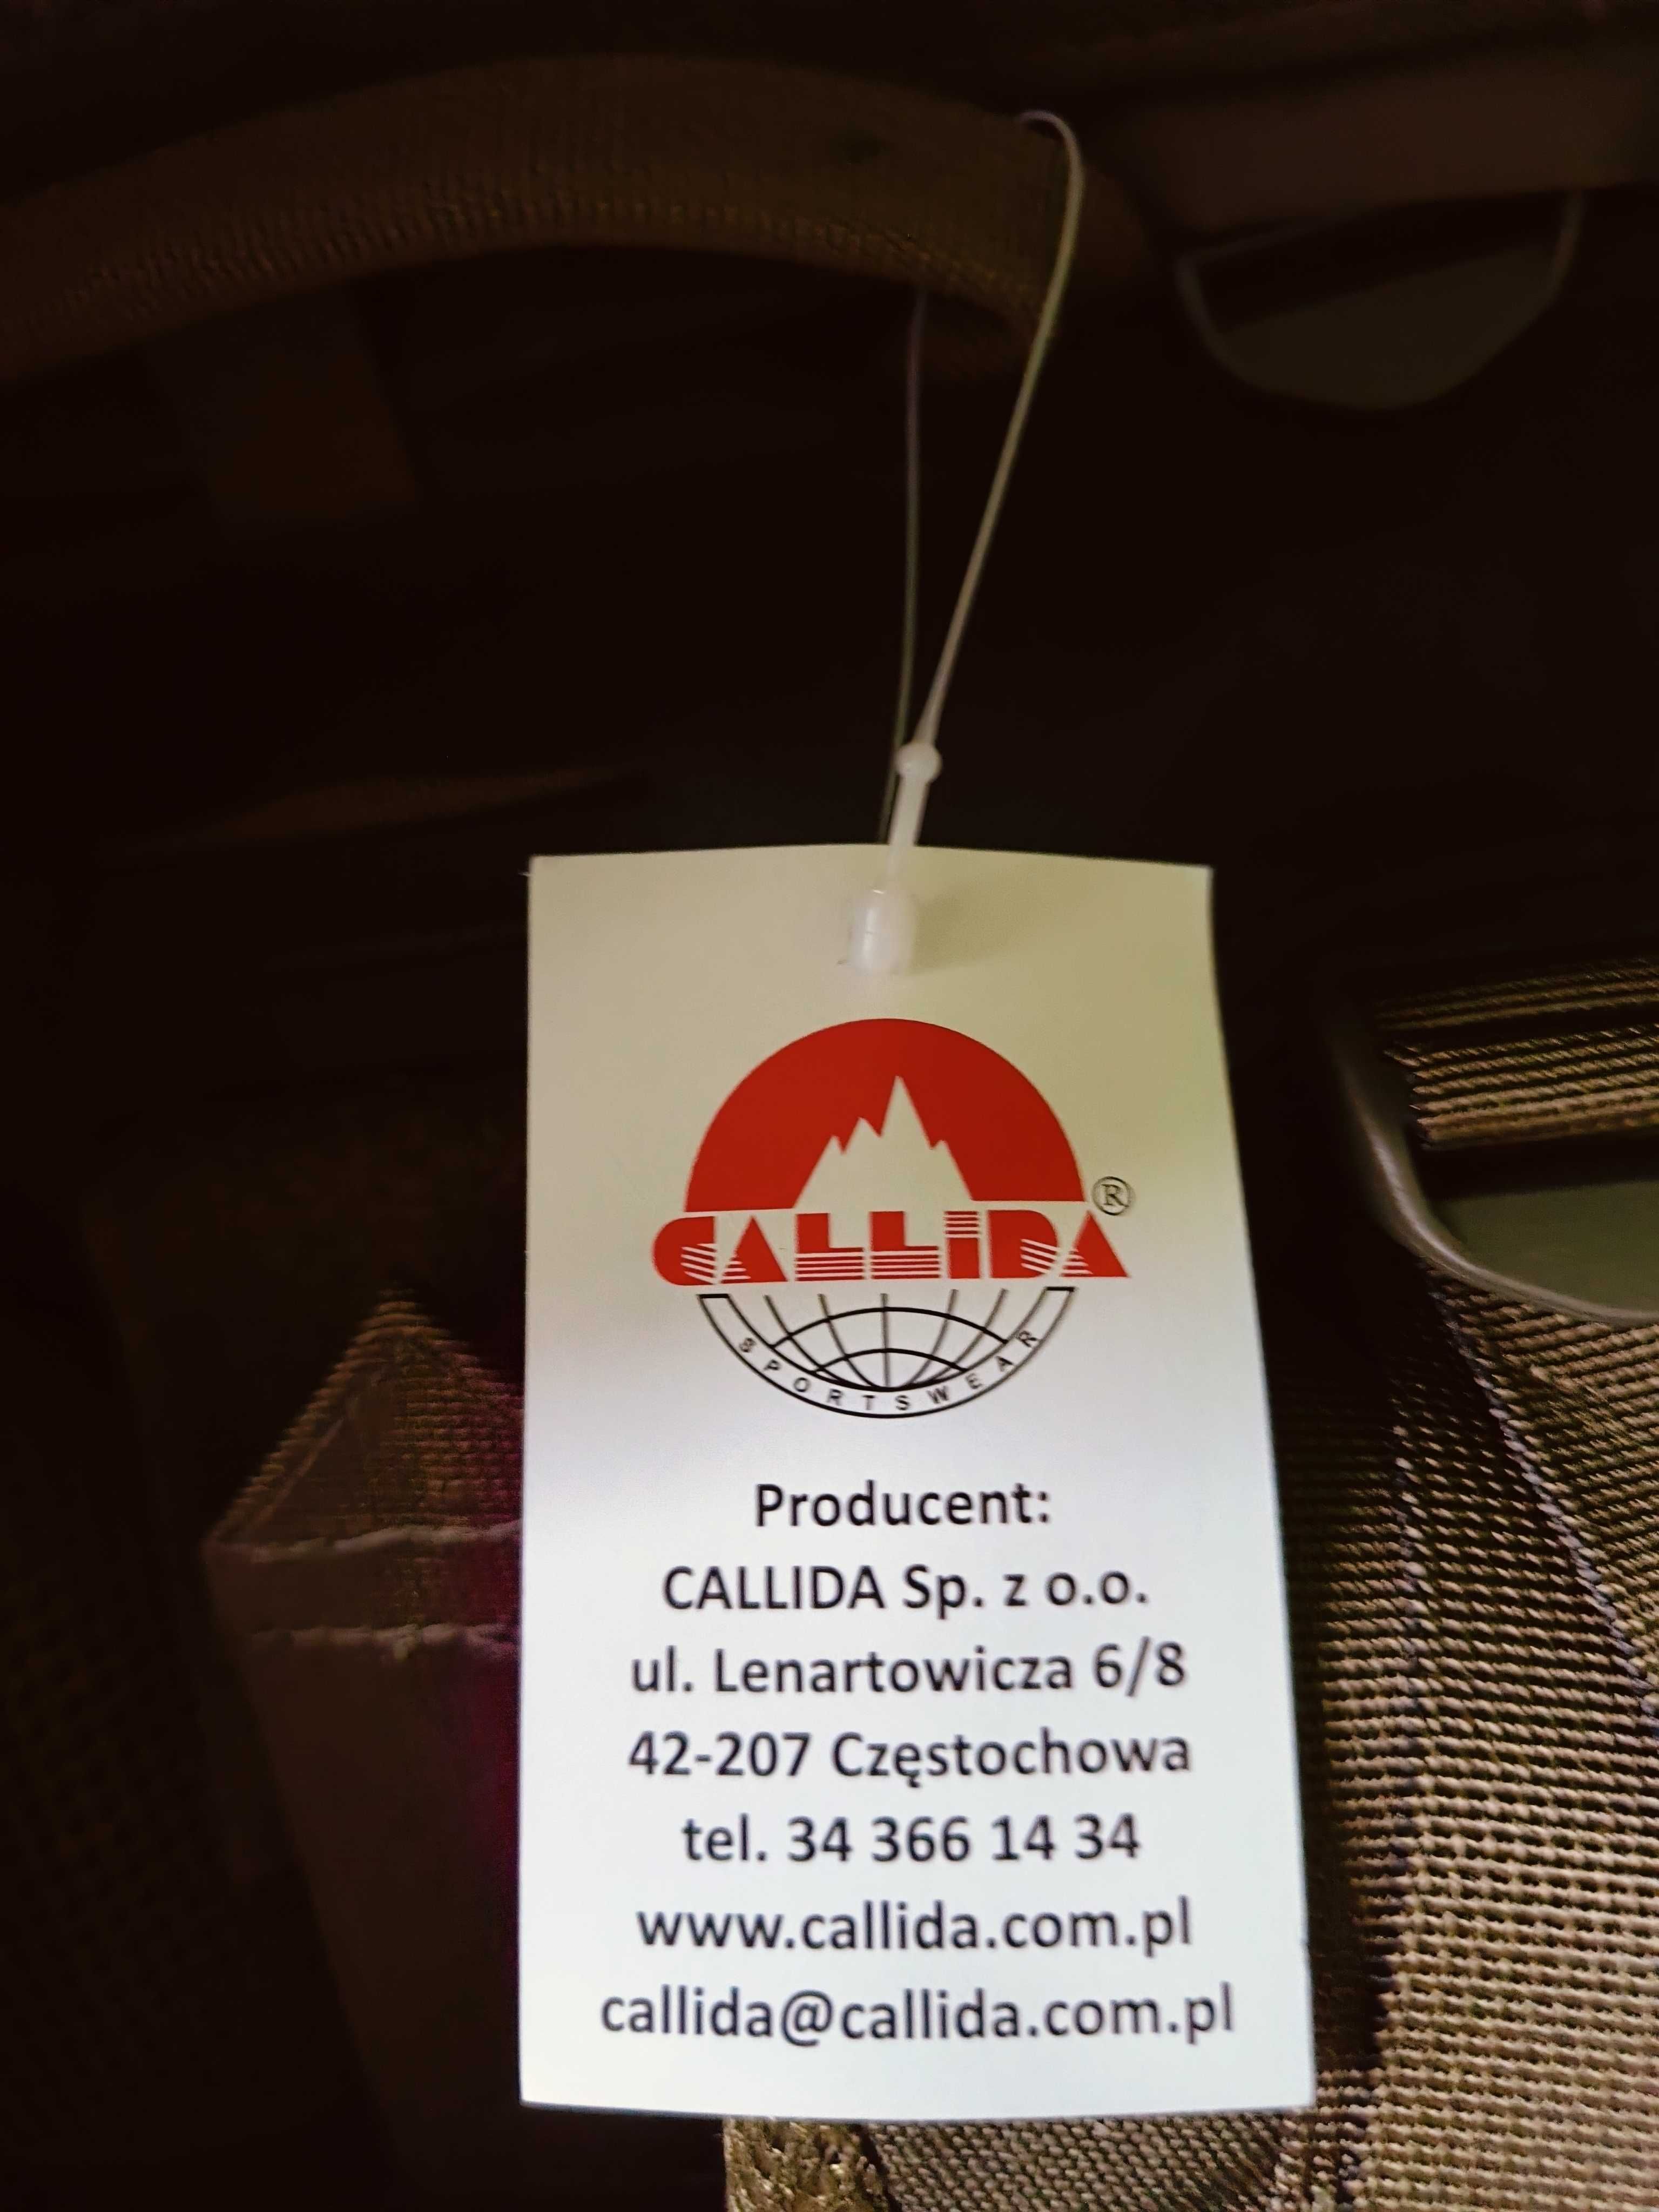 CALLiDA®
SPORTSWEAR
Producent:
CALLIDA Sp. z o.o.
ul. Lenartowicza 6/8
42-207 Częstochowa
tel. 34 366 14 34
www.callida.com.pl
callida@callida.com.pl